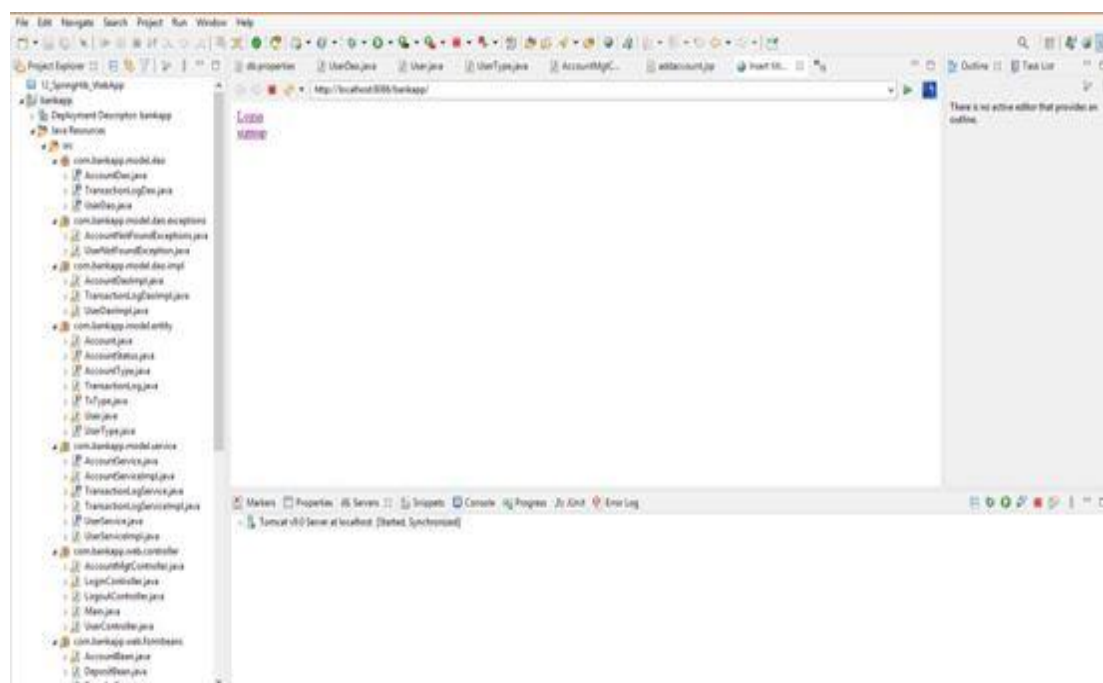 File Edit Navigate Search Project Run Window Help
Project Explorer
db.properties UserDao.java User.java UserType.java AccountMgtC... addaccount.jsp Insert tit...
Outline Task List
http://localhost:8086/bankapp/
There is no active editor that provides an outline.
Login
signup
12_SpringHib_WebApp
bankapp
Deployment Descriptor: bankapp
Java Resources
src
com.bankapp.model.dao
AccountDao.java
TransactionLogDao.java
UserDao.java
com.bankapp.model.dao.exceptions
AccountNotFoundExceptions.java
UserNotFoundException.java
com.bankapp.model.dao.impl
AccountDaoImpl.java
TransactionLogDaoImpl.java
UserDaoImpl.java
com.bankapp.model.entity
Account.java
AccountStatus.java
AccountType.java
TransactionLog.java
TxType.java
User.java
UserType.java
com.bankapp.model.service
AccountService.java
AccountServiceImpl.java
TransactionLogService.java
TransactionLogServiceImpl.java
UserService.java
UserServiceImpl.java
com.bankapp.web.controller
AccountMgtController.java
LoginController.java
LogoutController.java
Main.java
UserController.java
com.bankapp.web.formbeans
AccountBean.java
DepositBean.java
Markers Properties Servers Snippets Console Progress JUnit Error Log
Tomcat v9.0 Server at localhost [Started, Synchronized]